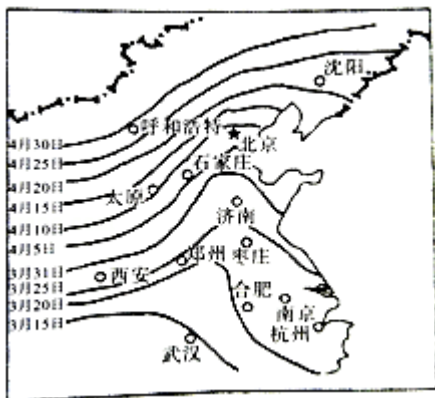 沈阳
呼和浩特
4月30日
北京
4月25日
石家庄
4月20日
太原
4月15日
济南
4月10日
4月5日
郑州
枣庄
3月31日
西安
3月25日
合肥
3月20日
南京
3月15日
杭州
武汉